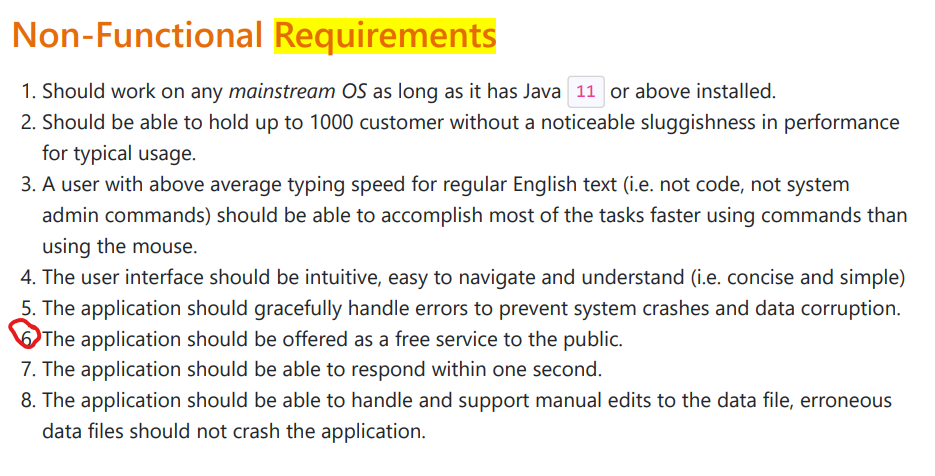 Non-Functional Requirements
1. Should work on any mainstream OS as long as it has Java 11 or above installed.
2. Should be able to hold up to 1000 customer without a noticeable sluggishness in performance
for typical usage.
3. A user with above average typing speed for regular English text (i.e. not code, not system
admin commands) should be able to accomplish most of the tasks faster using commands than
using the mouse.
4. The user interface should be intuitive, easy to navigate and understand (i.e. concise and simple)
5. The application should gracefully handle errors to prevent system crashes and data corruption.
6. The application should be offered as a free service to the public.
7. The application should be able to respond within one second.
8. The application should be able to handle and support manual edits to the data file, erroneous
data files should not crash the application.